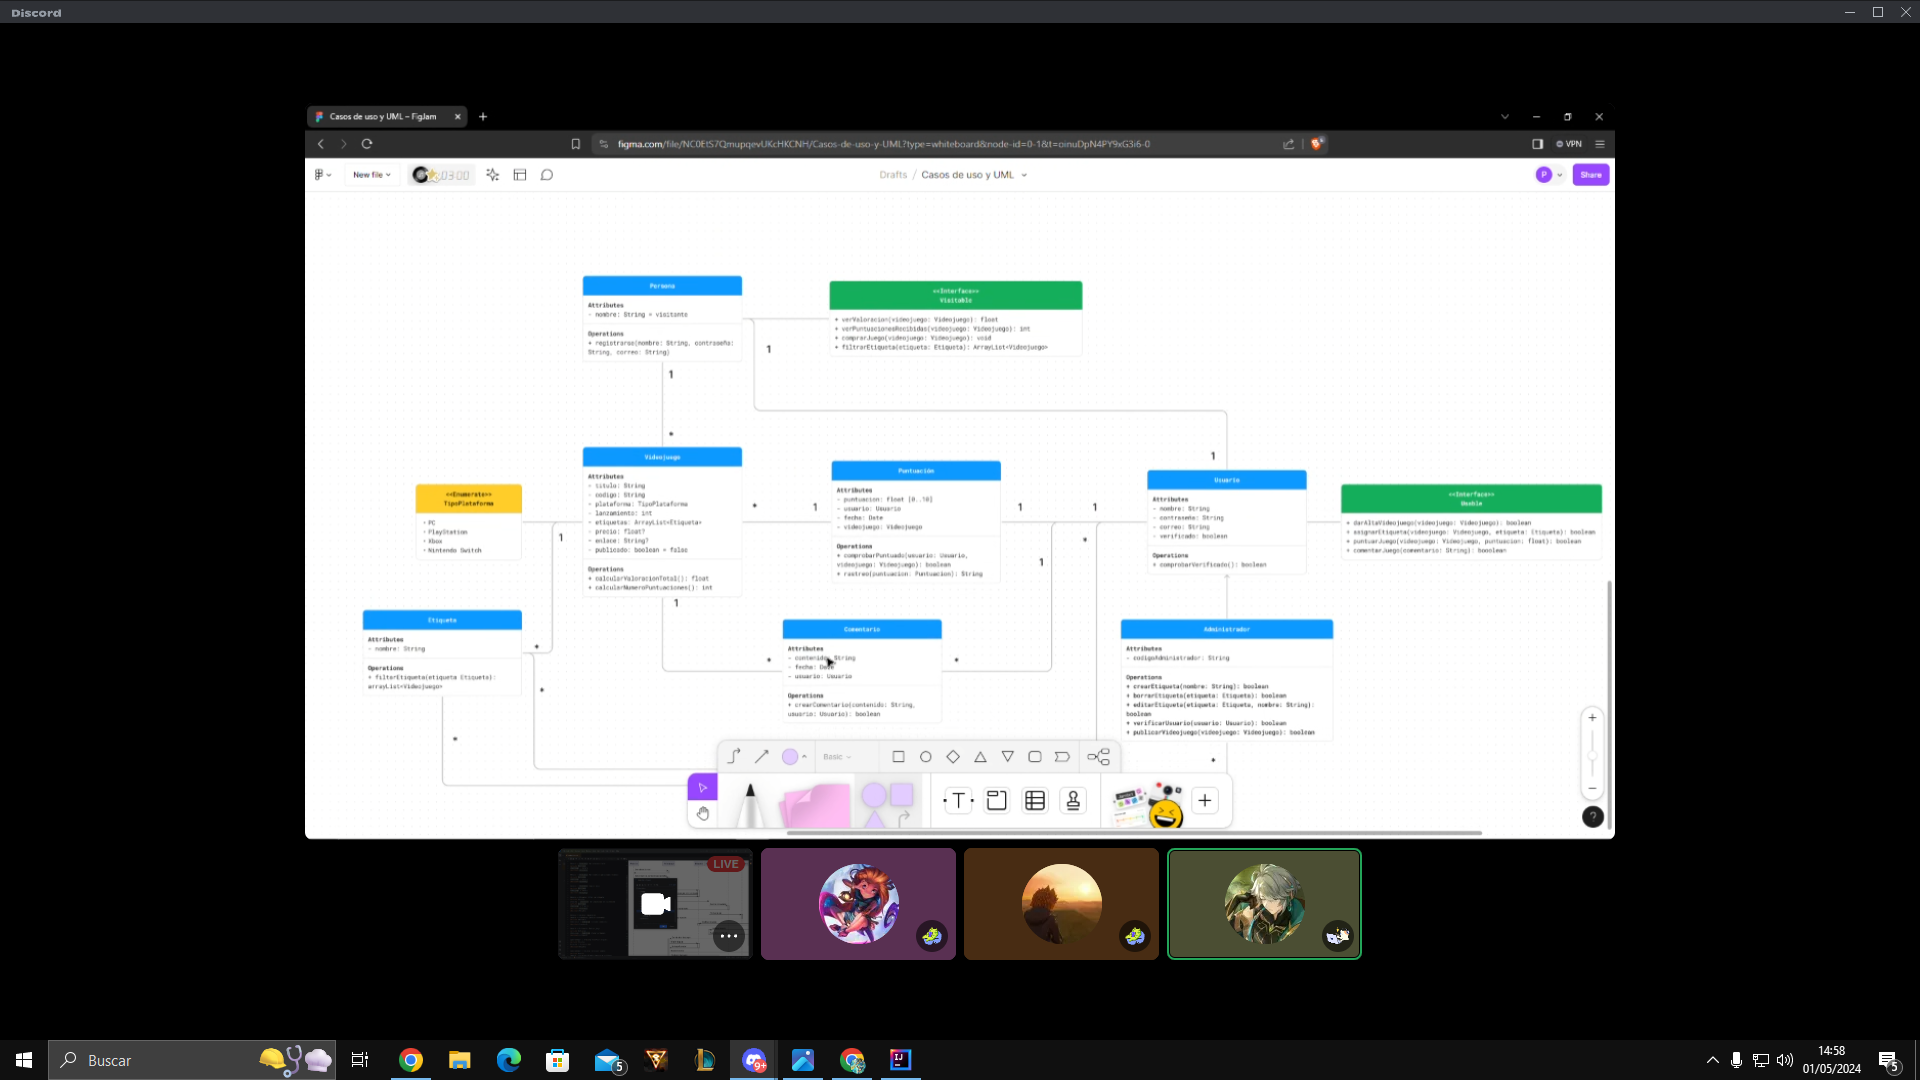 Discord
Casos de uso y UML – FigJam
figma.com/file/NC0EtS7QmupqevUKcHKCNH/Casos-de-uso-y-UML?type=whiteboard&node-id=0-1&t=oinuDpN4PY9xG3i6-0
VPN
New file
03:00
Drafts / Casos de uso y UML
P
Share
Persona
Attributes
- nombre: String = visitante
Operations
+ registrarse(nombre: String, contraseña:
String, correo: String)
<<Interface>>
Visitable
+ verValoracion(videojuego: Videojuego): float
+ verPuntuacionesRecibidas(videojuego: Videojuego): int
+ comprarJuego(videojuego: Videojuego): void
+ filtrarEtiqueta(etiqueta: Etiqueta): ArrayList<Videojuego>
1
1
*
1
<<Enumerate>>
TipoPlataforma
- PC
- PlayStation
- Xbox
- Nintendo Switch
1
Videojuego
Attributes
- titulo: String
- codigo: String
- plataforma: TipoPlataforma
- lanzamiento: int
- etiquetas: ArrayList<Etiqueta>
- precio: float?
- enlace: String?
- publicado: boolean = false
Operations
+ calcularValoracionTotal(): float
+ calcularNumeroPuntuaciones(): int
*
1
1
Puntuación
Attributes
- puntuacion: float [0..10]
- usuario: Usuario
- fecha: Date
- videojuego: Videojuego
Operations
+ comprobarPuntuado(usuario: Usuario,
videojuego: Videojuego): boolean
+ rastreo(puntuacion: Puntuacion): String
1
1
*
1
Usuario
Attributes
- nombre: String
- contraseña: String
- correo: String
- verificado: boolean
Operations
+ comprobarVerificado(): boolean
<<Interface>>
Usable
+ darAltaVideojuego(videojuego: Videojuego): boolean
+ asignarEtiqueta(videojuego: Videojuego, etiqueta: Etiqueta): boolean
+ puntuarJuego(videojuego: Videojuego, puntuacion: float): boolean
+ comentarJuego(comentario: String): booolean
Etiqueta
Attributes
- nombre: String
Operations
+ filterEtiqueta(etiqueta Etiqueta):
arrayList<Videojuego>
*
*
*
Comentario
Attributes
- contenido: String
- fecha: Date
- usuario: Usuario
Operations
+ crearComentario(contenido: String,
usuario: Usuario): boolean
*
*
Administrador
Attributes
- codigoAdministrador: String
Operations
+ crearEtiqueta(nombre: String): boolean
+ borrarEtiqueta(etiqueta: Etiqueta): boolean
+ editarEtiqueta(etiqueta: Etiqueta, nombre: String):
boolean
+ verificarUsuario(usuario: Usuario): boolean
+ publicarVideojuego(videojuego: Videojuego): boolean
*
Basic
T
?
LIVE
Buscar
5
9+
IJ
14:58
01/05/2024
5